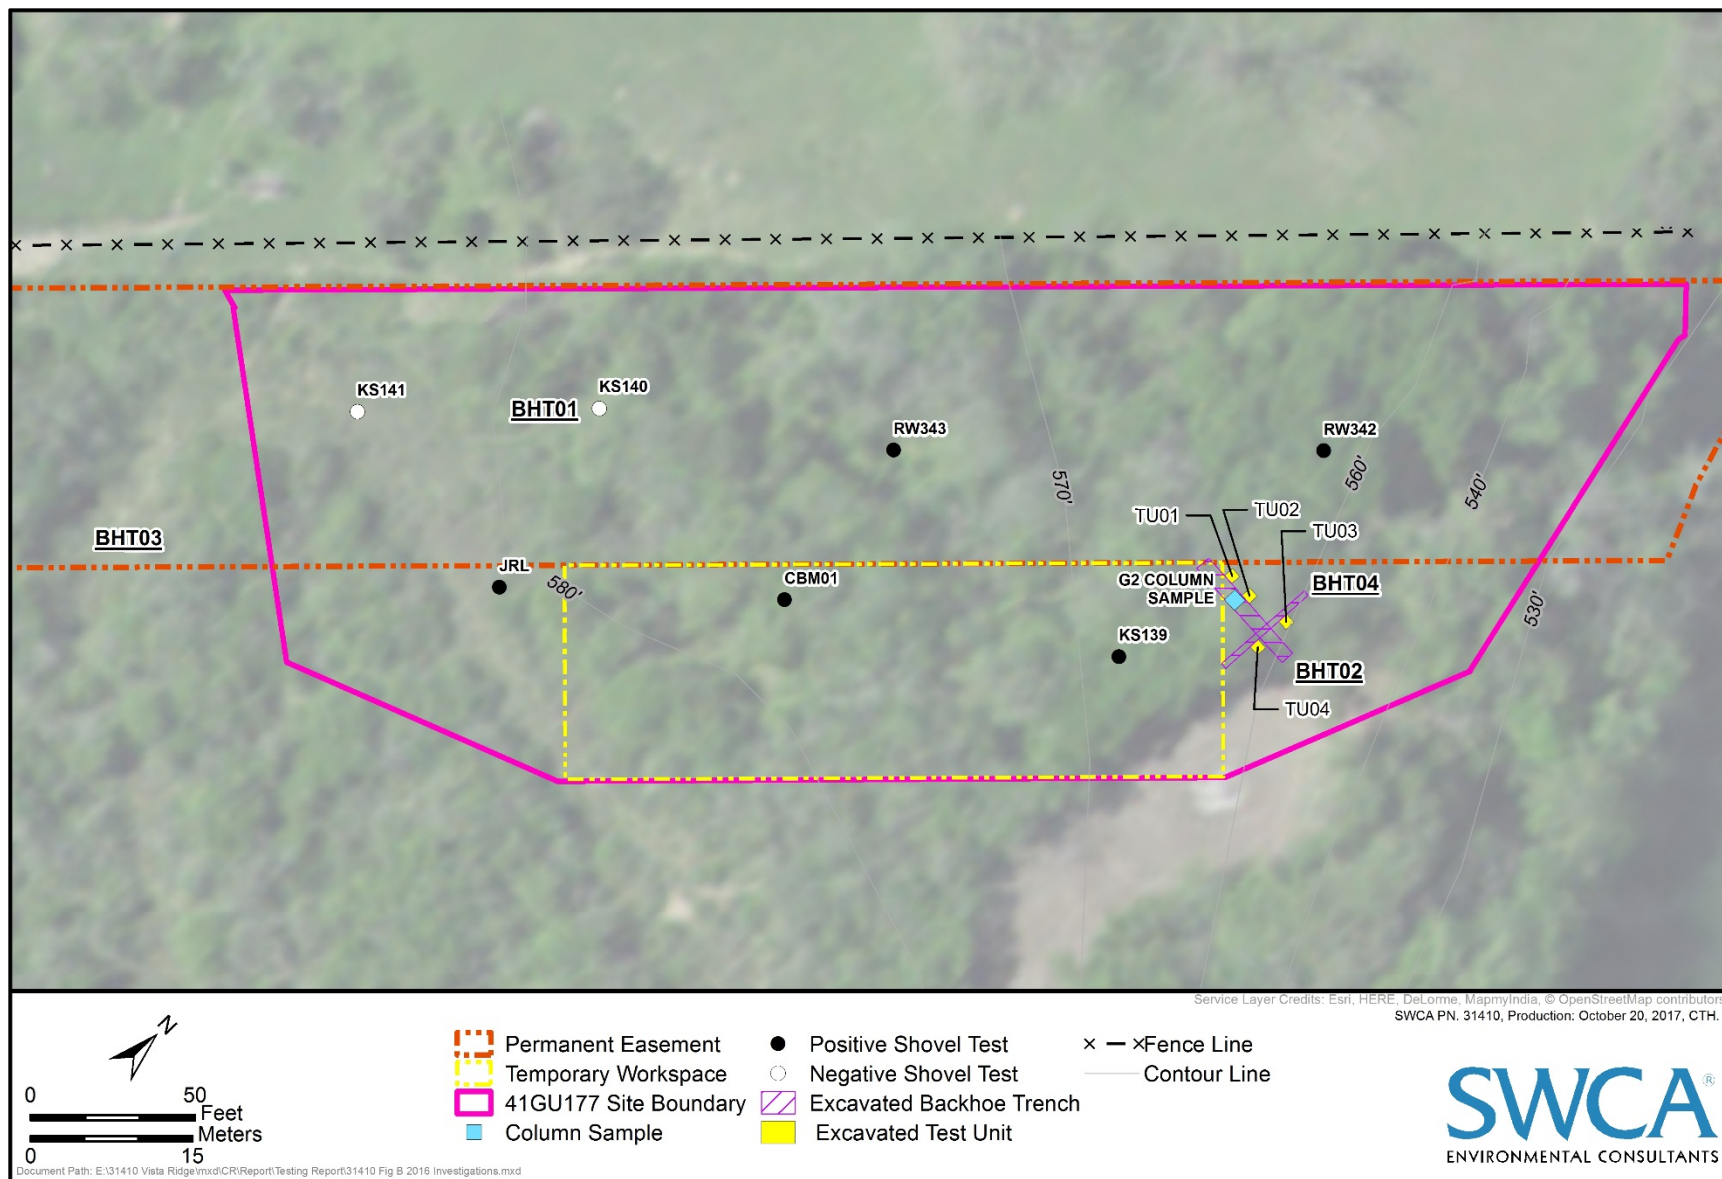 KS141
KS140
BHT01
RW343
RW342
570'
560'
540'
TU01
TU02
TU03
BHT03
JRL
580'
CBM01
G2 COLUMN
SAMPLE
BHT04
530'
KS139
BHT02
TU04
Service Layer Credits: Esri, HERE, DeLorme, MapmyIndia, © OpenStreetMap contributors
SWCA PN. 31410, Production: October 20, 2017, CTH.
N
0 50
Feet
Meters
0 15
Permanent Easement
Temporary Workspace
41GU177 Site Boundary
Column Sample
Positive Shovel Test
Negative Shovel Test
Excavated Backhoe Trench
Excavated Test Unit
Fence Line
Contour Line
SWCA®
ENVIRONMENTAL CONSULTANTS
Document Path: E:\31410 Vista Ridge\mxd\CR\Report\Testing Report\31410 Fig B 2016 Investigations.mxd